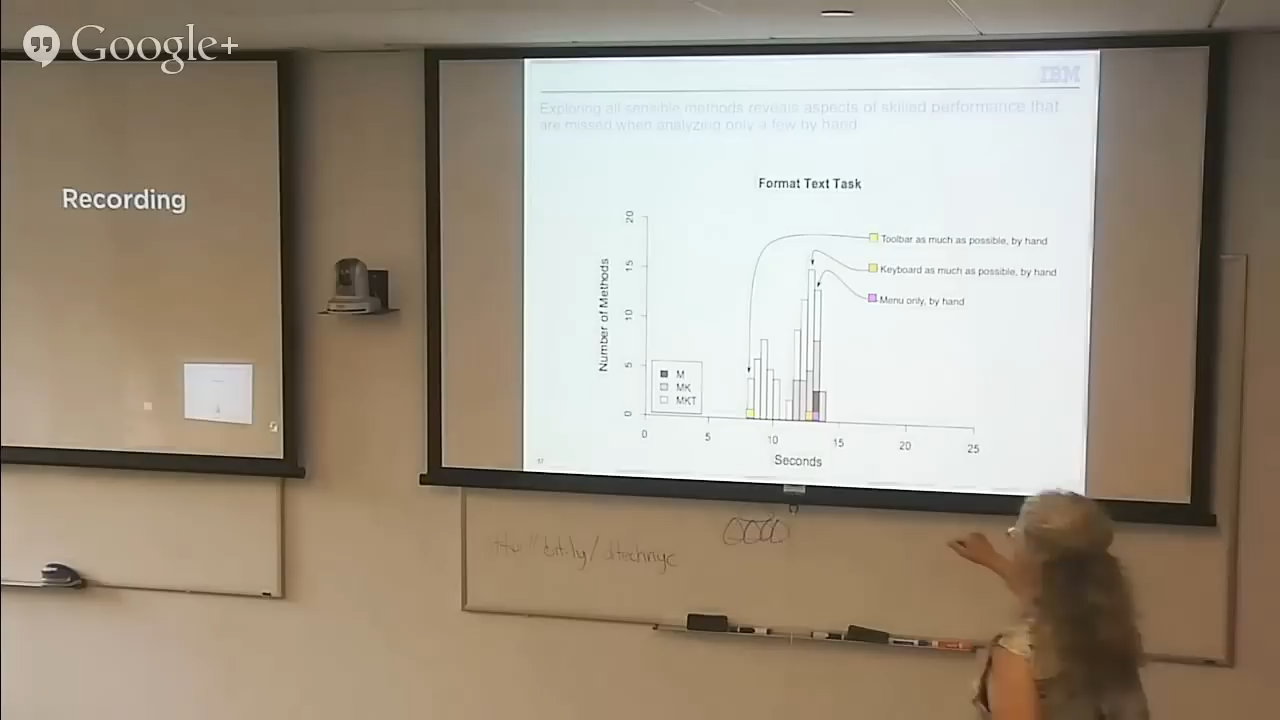 Google+
Recording
IBM
Exploring all sensible methods reveals aspects of skilled performance that
are missed when analyzing only a few by hand
Format Text Task
Number of Methods
20
15
10
5
0
Toolbar as much as possible, by hand
Keyboard as much as possible, by hand
Menu only, by hand
M
MK
MKT
0
5
10
15
20
25
Seconds
bit.ly/dtechnyc